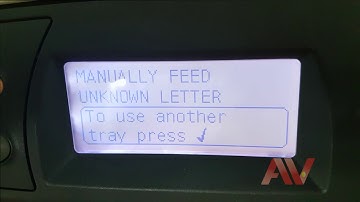 MANUALLY FEED
UNKNOWN LETTER
To use another
tray press ✓
AV